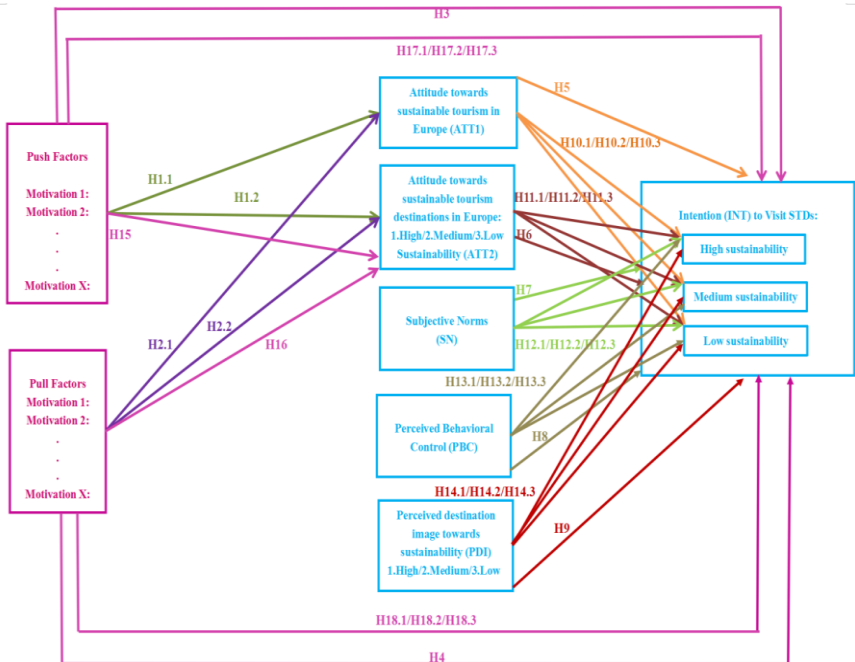 H3
H17.1/H17.2/H17.3
Push Factors
Motivation 1:
Motivation 2:
.
.
.
Motivation X:
H1.1
H1.2
H15
Pull Factors
Motivation 1:
Motivation 2:
.
.
.
Motivation X:
H2.1
H2.2
H16
Attitude towards
sustainable tourism in
Europe (ATT1)
Attitude towards
sustainable tourism
destinations in Europe:
1.High/2.Medium/3.Low
Sustainability (ATT2)
Subjective Norms
(SN)
Perceived Behavioral
Control (PBC)
Perceived destination
image towards
sustainability (PDI)
1.High/2.Medium/3.Low
H5
H10.1/H10.2/H10.3
H11.1/H11.2/H11.3
H6
H7
H12.1/H12.2/H12.3
H13.1/H13.2/H13.3
H8
H14.1/H14.2/H14.3
H9
Intention (INT) to Visit STDs:
High sustainability
Medium sustainability
Low sustainability
H18.1/H18.2/H18.3
H4